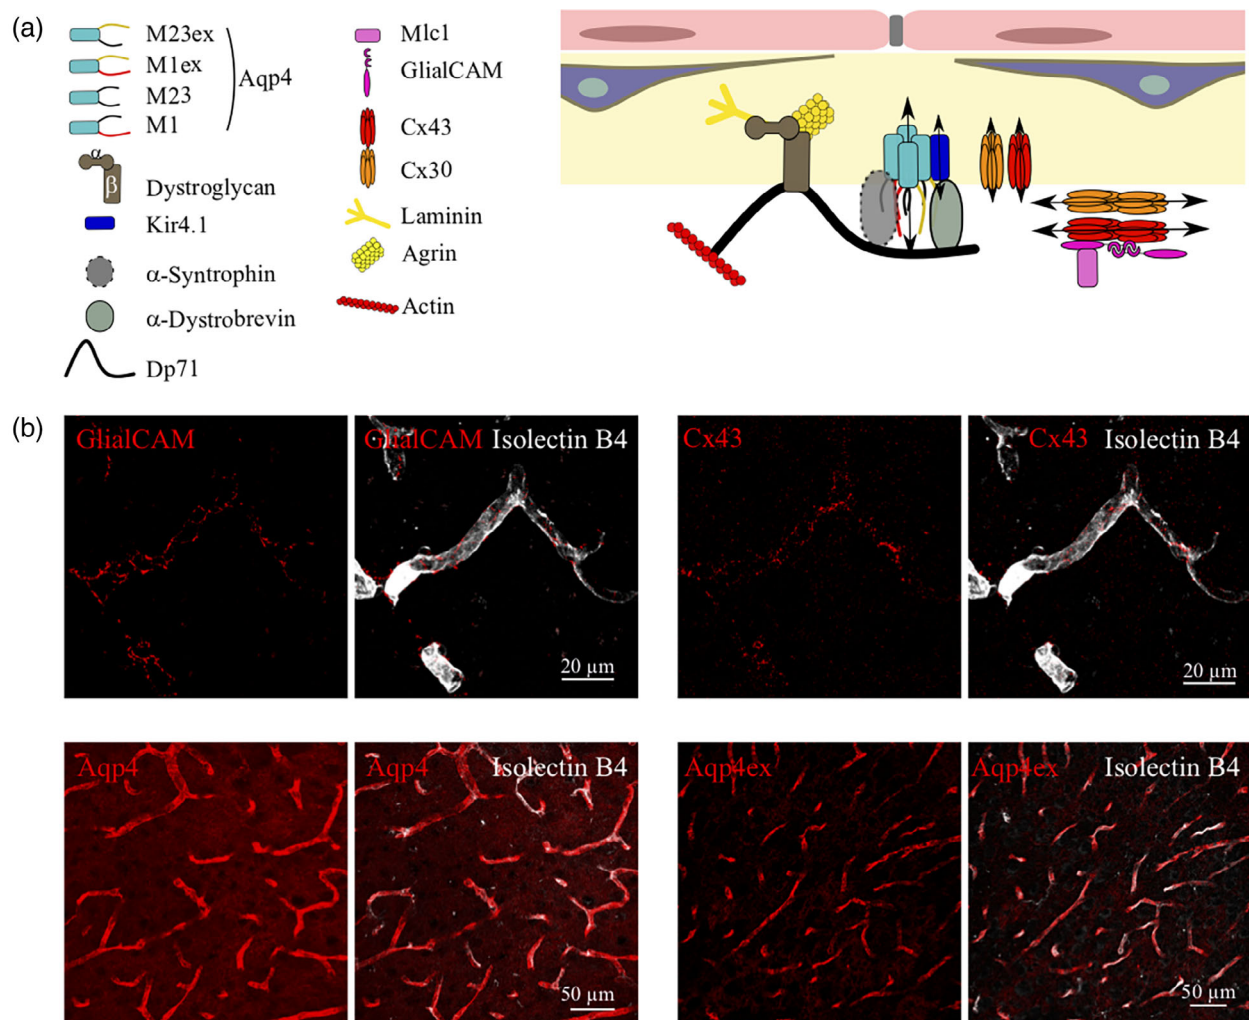 (a)
M23ex
M1ex
M23
M1
Aqp4
α
β
Dystroglycan
Kir4.1
α-Syntrophin
α-Dystrobrevin
Dp71
Mlc1
GlialCAM
Cx43
Cx30
Laminin
Agrin
Actin
(b)
GlialCAM
GlialCAM Isolectin B4
20 µm
Cx43
Cx43 Isolectin B4
20 µm
Aqp4
Aqp4 Isolectin B4
50 µm
Aqp4ex
Aqp4ex Isolectin B4
50 µm